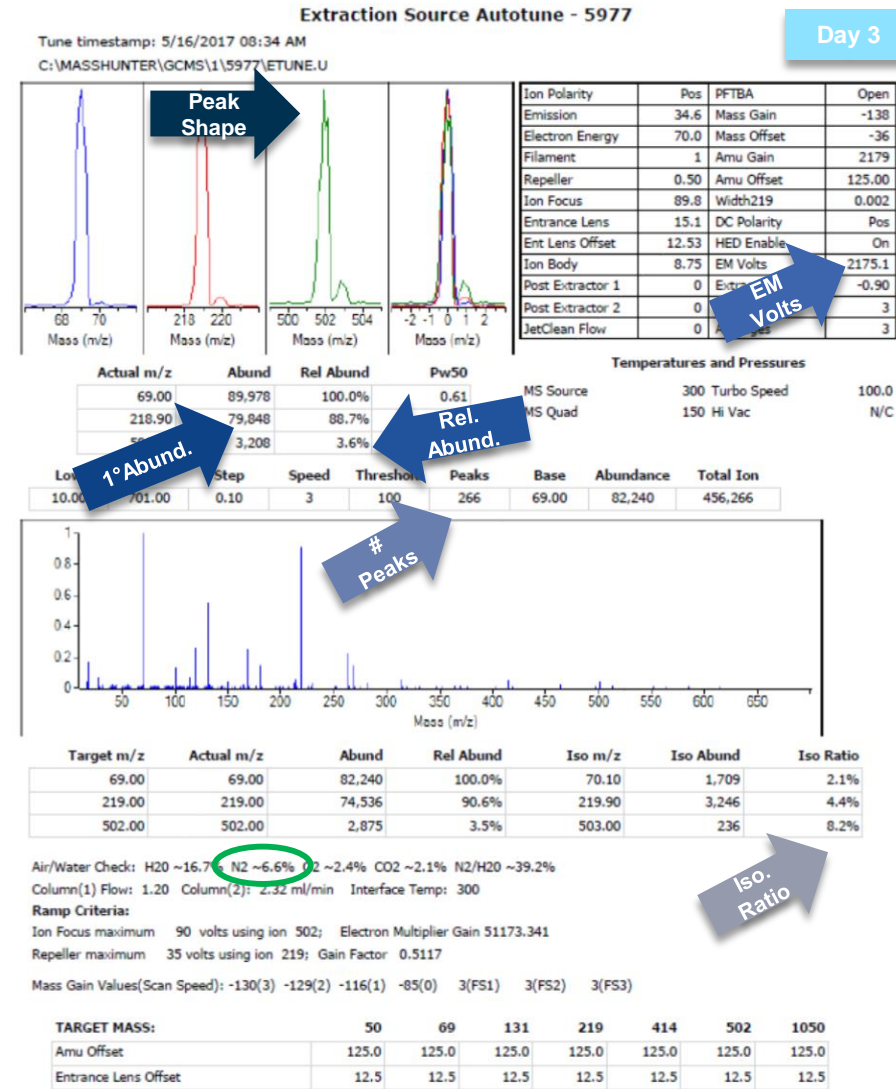 Extraction Source Autotune - 5977
Day 3
Tune timestamp: 5/16/2017 08:34 AM
C:\MASSHUNTER\GCMS\1\5977\ETUNE.U
Peak
Shape
68 70
Mass (m/z)
218 220
Mass (m/z)
500 502 504
Mass (m/z)
-2 -1 0 1 2
Mass (m/z)
Ion Polarity Pos PFTBA Open
Emission 34.6 Mass Gain -138
Electron Energy 70.0 Mass Offset -36
Filament 1 Amu Gain 2179
Repeller 0.50 Amu Offset 125.00
Ion Focus 89.8 Width219 0.002
Entrance Lens 15.1 DC Polarity Pos
Ent Lens Offset 12.53 HED Enable On
Ion Body 8.75 EM Volts 2175.1
Post Extractor 1 0 -0.90
Post Extractor 2 0 3
JetClean Flow 0 3
EM
Volts
Temperatures and Pressures
MS Source 300 Turbo Speed 100.0
MS Quad 150 Hi Vac N/C
Actual m/z Abund Rel Abund Pw50
69.00 89,978 100.0% 0.61
218.90 79,848 88.7%
3,208 3.6%
1°Abund.
Rel.
Abund.
Step Speed Peaks Base Abundance Total Ion
10.00 701.00 0.10 3 100 266 69.00 82,240 456,266
#
Peaks
1
0.8
0.6
0.4
0.2
0
50 100 150 200 250 300 350 400 450 500 550 600 650
Mass (m/z)
Target m/z Actual m/z Abund Rel Abund Iso m/z Iso Abund Iso Ratio
69.00 69.00 82,240 100.0% 70.10 1,709 2.1%
219.00 219.00 74,536 90.6% 219.90 3,246 4.4%
502.00 502.00 2,875 3.5% 503.00 236 8.2%
Iso.
Ratio
Air/Water Check: H20 ~16.7% N2 ~6.6% O2 ~2.4% CO2 ~2.1% N2/H20 ~39.2%
Column(1) Flow: 1.20 Column(2): 2.32 ml/min Interface Temp: 300
Ramp Criteria:
Ion Focus maximum 90 volts using ion 502; Electron Multiplier Gain 51173.341
Repeller maximum 35 volts using ion 219; Gain Factor 0.5117
Mass Gain Values(Scan Speed): -130(3) -129(2) -116(1) -85(0) 3(FS1) 3(FS2) 3(FS3)
TARGET MASS: 50 69 131 219 414 502 1050
Amu Offset 125.0 125.0 125.0 125.0 125.0 125.0 125.0
Entrance Lens Offset 12.5 12.5 12.5 12.5 12.5 12.5 12.5